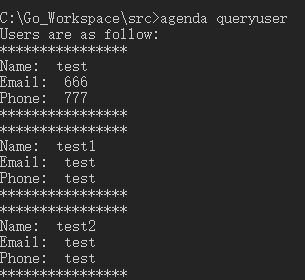 C:\Go_Workspace\src>agenda queryuser
Users are as follow:
****************
Name:  test
Email:  666
Phone:  777
****************
****************
Name:  test1
Email:  test
Phone:  test
****************
****************
Name:  test2
Email:  test
Phone:  test
****************